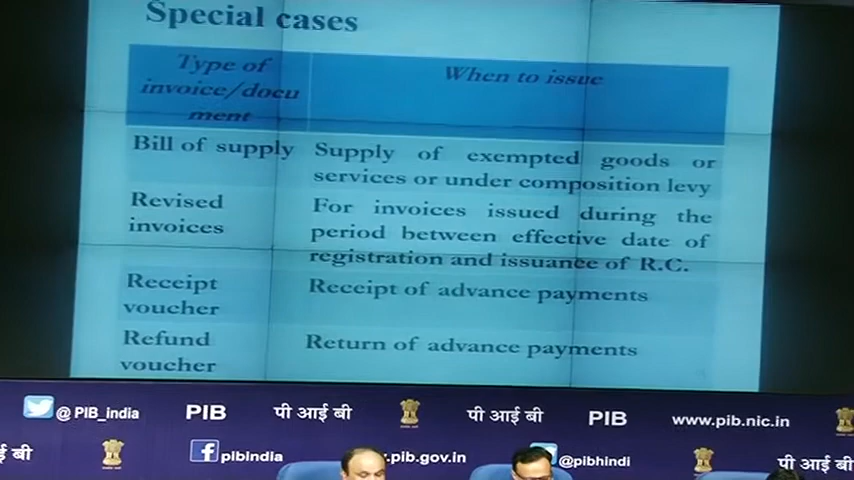 Special cases
Type of
invoice/docu
ment
When to issue
Bill of supply
Supply of exempted goods or
services or under composition levy
Revised
invoices
For invoices issued during the
period between effective date of
registration and issuance of R.C.
Receipt
voucher
Receipt of advance payments
Refund
voucher
Return of advance payments
@PIB_india PIB पी आई बी पी आई बी PIB www.pib.nic.in
ई बी pibindia .pib.gov.in @pibhindi पी आई बी